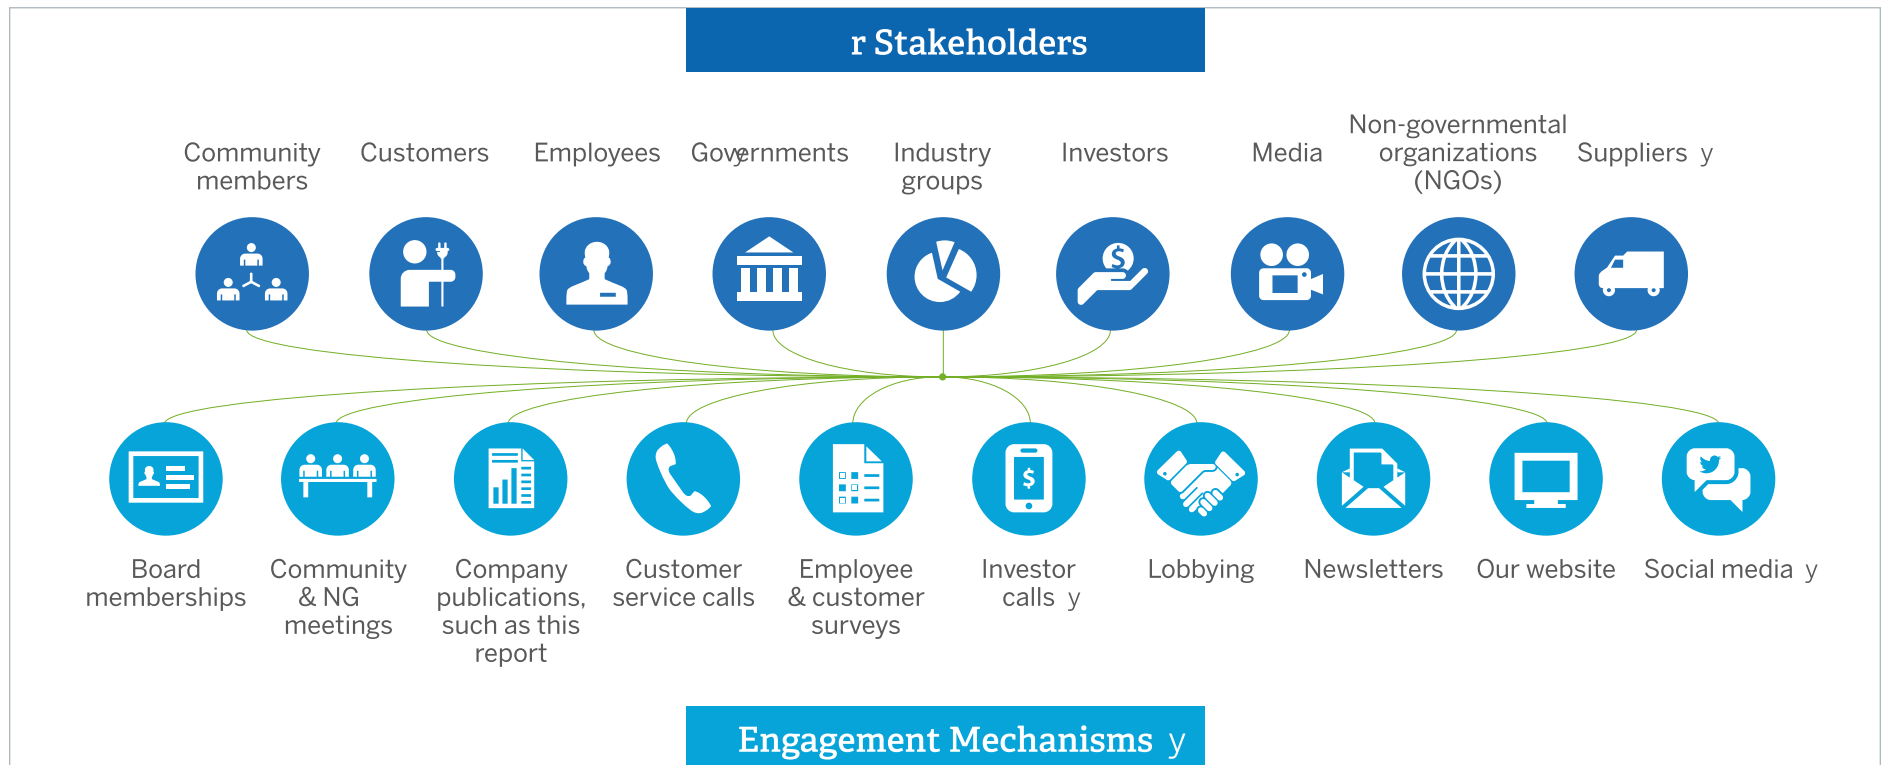 r Stakeholders
Community
members
Customers
Employees
Governments y
Industry
groups
Investors
Media
Non-governmental
organizations
(NGOs)
Suppliers y
$
$
Board
memberships
Community
& NG
meetings
Company
publications,
such as this
report
Customer
service calls
Employee
& customer
surveys
Investor
calls y
Lobbying
Newsletters
Our website
Social media y
Engagement Mechanisms y